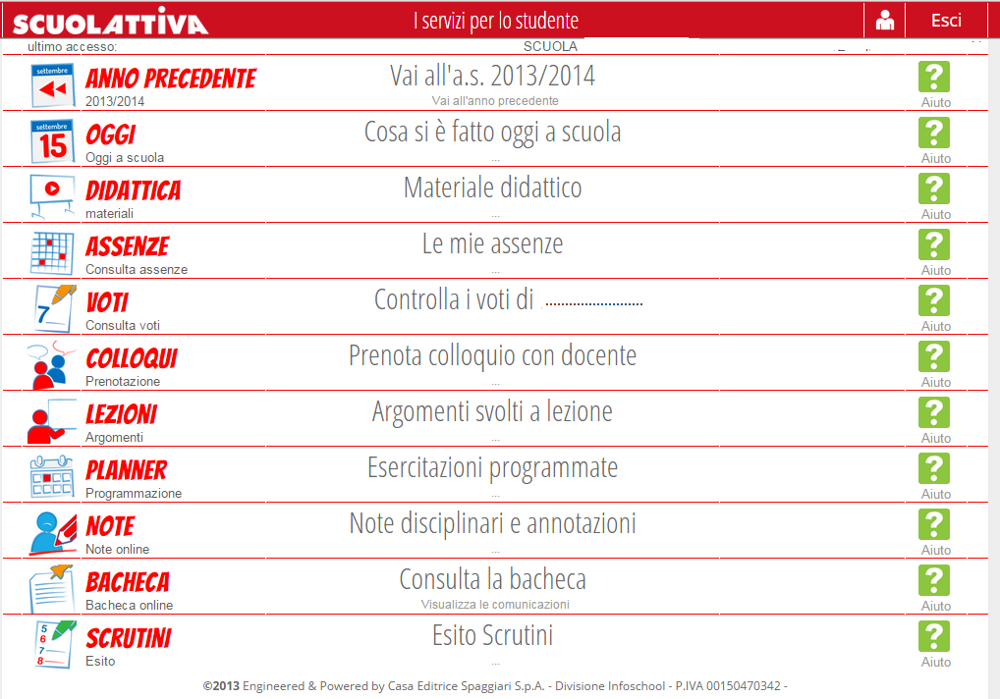 SCUOLATTIVA I servizi per lo studente Esci
ultimo accesso: SCUOLA
settembre
ANNO PRECEDENTE Vai all'a.s. 2013/2014 ?
2013/2014 Vai all'anno precedente Aiuto
settembre
15 OGGI Cosa si è fatto oggi a scuola ?
Oggi a scuola ... Aiuto
DIDATTICA Materiale didattico ?
materiali ... Aiuto
ASSENZE Le mie assenze ?
Consulta assenze ... Aiuto
7 VOTI Controlla i voti di ?
Consulta voti Aiuto
COLLOQUI Prenota colloquio con docente ?
Prenotazione ... Aiuto
LEZIONI Argomenti svolti a lezione ?
Argomenti ... Aiuto
PLANNER Esercitazioni programmate ?
Programmazione ... Aiuto
NOTE Note disciplinari e annotazioni ?
Note online ... Aiuto
BACHECA Consulta la bacheca ?
Bacheca online Visualizza le comunicazioni Aiuto
5 6 7 8 SCRUTINI Esito Scrutini ?
Esito ... Aiuto
©2013 Engineered & Powered by Casa Editrice Spaggiari S.p.A. - Divisione Infoschool - P.IVA 00150470342 -